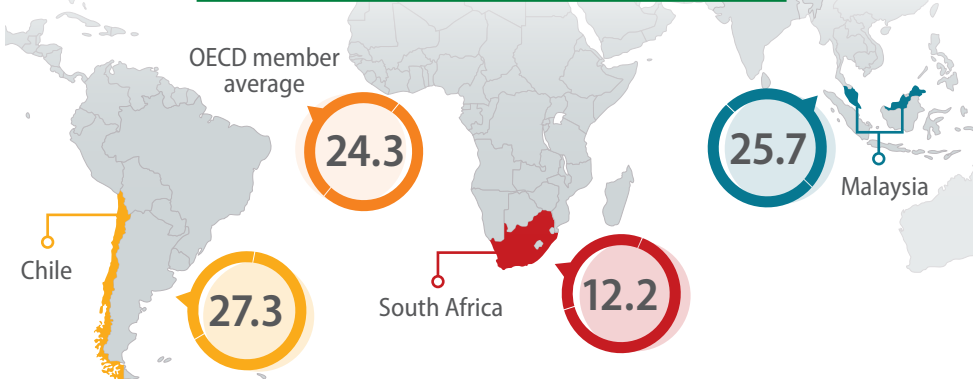 OECD member
average
24.3
25.7
Malaysia
Chile
27.3
South Africa
12.2